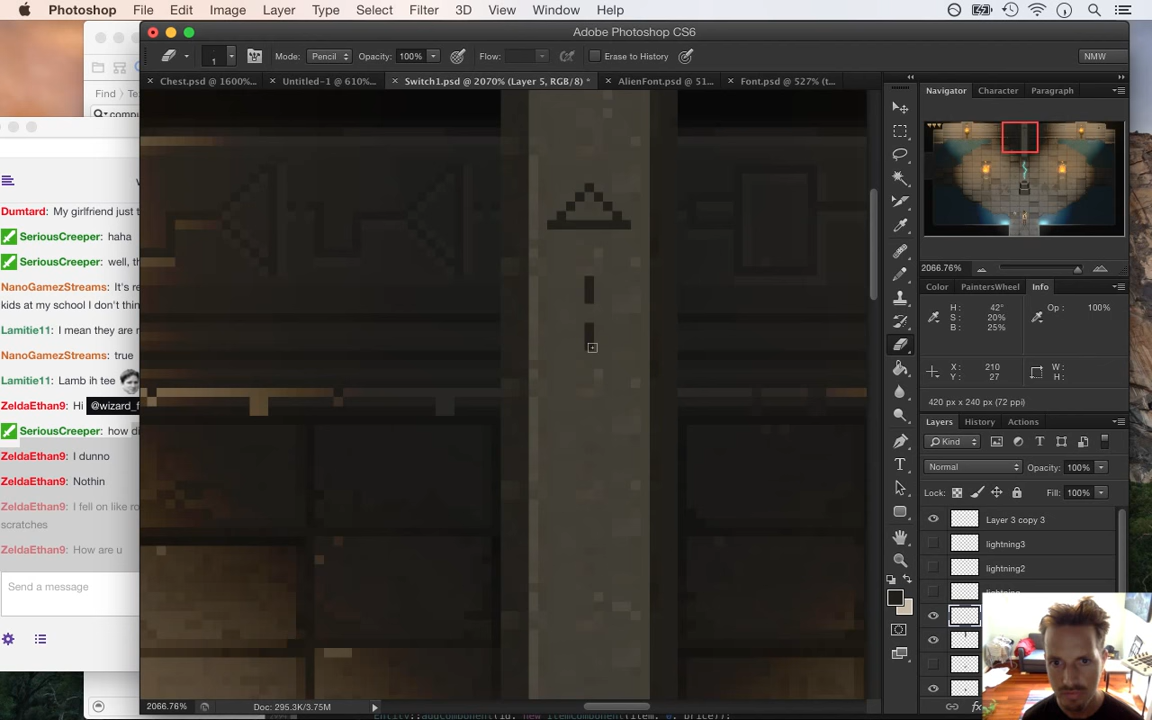 Photoshop File Edit Image Layer Type Select Filter 3D View Window Help
Adobe Photoshop CS6
1 Mode: Pencil Opacity: 100% Flow: Erase to History NMW
Chest.psd @ 1600%... Untitled-1 @ 610%... Switch1.psd @ 2070% (Layer 5, RGB/8) * AlienFont.psd @ 51... Font.psd @ 527% (t...
Find
Navigator Character Paragraph
2066.76%
Color PaintersWheel Info
H: 42° Op: 100%
S: 20%
B: 25%
X: 210 W:
Y: 27 H:
420 px x 240 px (72 ppi)
Layers History Actions
Kind
Normal Opacity: 100%
Lock: Fill: 100%
Layer 3 copy 3
lightning3
lightning2
Dumtard: My girlfriend just t
SeriousCreeper: haha
SeriousCreeper: well, th
NanoGamezStreams: It's re
kids at my school I don't thin
Lamitie11: I mean they are r
NanoGamezStreams: true
Lamitie11: Lamb ih tee
ZeldaEthan9: Hi @wizard_f
SeriousCreeper: how di
ZeldaEthan9: I dunno
ZeldaEthan9: Nothin
ZeldaEthan9: I fell on like ro
scratches
ZeldaEthan9: How are u
Send a message
2066.76% Doc: 295.3K/3.75M